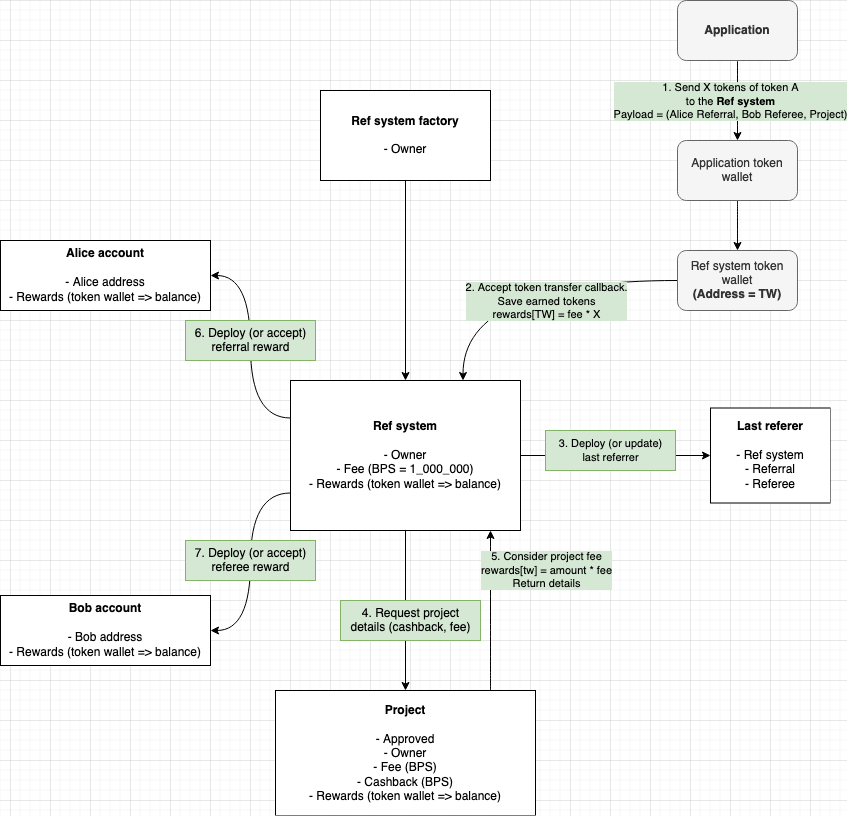 Application
1. Send X tokens of token A
to the Ref system
Payload = (Alice Referral, Bob Referee, Project)
Ref system factory
- Owner
Application token
wallet
Alice account
- Alice address
- Rewards (token wallet => balance)
Ref system token
wallet
(Address = TW)
2. Accept token transfer callback.
Save earned tokens
rewards[TW] = fee * X
6. Deploy (or accept)
referral reward
Ref system
- Owner
- Fee (BPS = 1_000_000)
- Rewards (token wallet => balance)
3. Deploy (or update)
last referrer
Last referer
- Ref system
- Referral
- Referee
7. Deploy (or accept)
referee reward
5. Consider project fee
rewards[tw] = amount * fee
Return details
Bob account
- Bob address
- Rewards (token wallet => balance)
4. Request project
details (cashback, fee)
Project
- Approved
- Owner
- Fee (BPS)
- Cashback (BPS)
- Rewards (token wallet => balance)